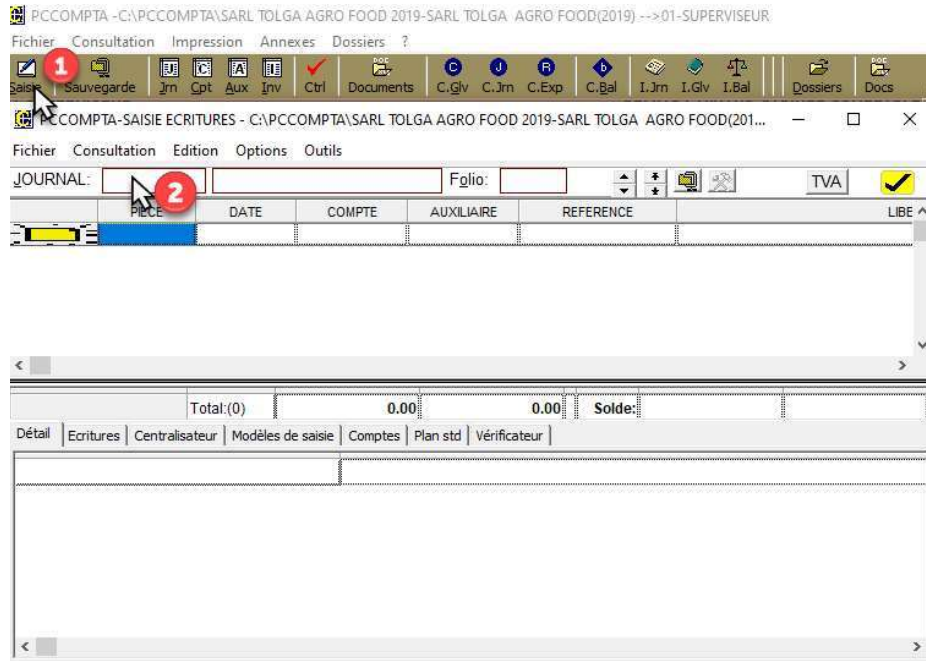 PCCOMPTA -C:\PCCOMPTA\SARL TOLGA AGRO FOOD 2019-SARL TOLGA AGRO FOOD(2019) -->01-SUPERVISEUR
Fichier Consultation Impression Annexes Dossiers ?
1
Saisie Sauvegarde Jrn Cpt Aux Inv Ctrl Documents C.Glv C.Jrn C.Exp C.Bal I.Jrn I.Glv I.Bal Dossiers Docs
PCCOMPTA-SAISIE ECRITURES - C:\PCCOMPTA\SARL TOLGA AGRO FOOD 2019-SARL TOLGA AGRO FOOD(201...
Fichier Consultation Edition Options Outils
JOURNAL: 2 Folio: TVA
PIECE DATE COMPTE AUXILIAIRE REFERENCE LIBE
Total:(0) 0.00 0.00 Solde:
Détail Ecritures Centralisateur Modèles de saisie Comptes Plan std Vérificateur